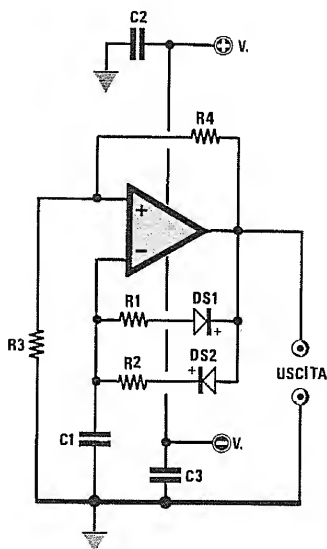 C2
+ V.
R4
+
−
R1
DS1
+
R3
R2
+
DS2
USCITA
C1
− V.
C3